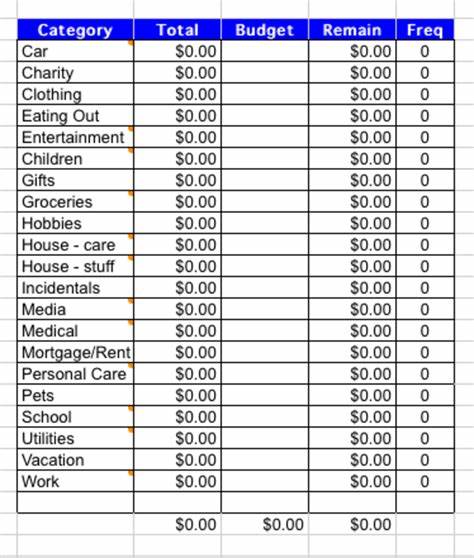 Category Total Budget Remain Freq
Car $0.00 $0.00 0
Charity $0.00 $0.00 0
Clothing $0.00 $0.00 0
Eating Out $0.00 $0.00 0
Entertainment $0.00 $0.00 0
Children $0.00 $0.00 0
Gifts $0.00 $0.00 0
Groceries $0.00 $0.00 0
Hobbies $0.00 $0.00 0
House - care $0.00 $0.00 0
House - stuff $0.00 $0.00 0
Incidentals $0.00 $0.00 0
Media $0.00 $0.00 0
Medical $0.00 $0.00 0
Mortgage/Rent $0.00 $0.00 0
Personal Care $0.00 $0.00 0
Pets $0.00 $0.00 0
School $0.00 $0.00 0
Utilities $0.00 $0.00 0
Vacation $0.00 $0.00 0
Work $0.00 $0.00 0
$0.00 $0.00 $0.00